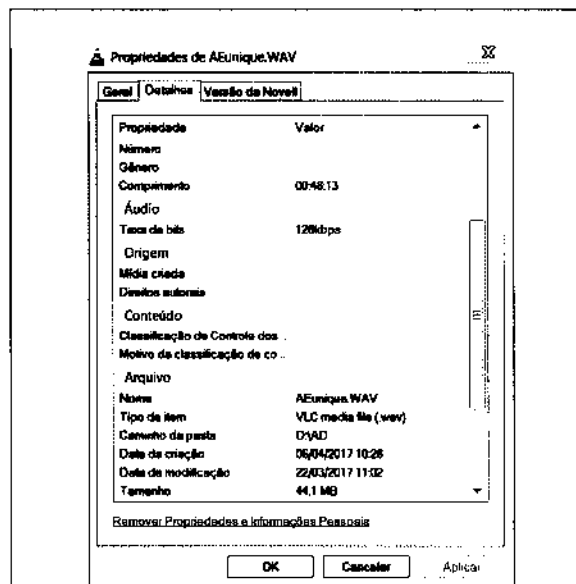 Propriedades de AEunique.WAV
Geral Detalhes Versão da Novell
Propriedade Valor
Número
Gênero
Comprimento 00:48:13
Áudio
Taxa de bits 128kbps
Origem
Mídia criada
Direitos autorais
Conteúdo
Classificação de Controle dos ...
Motivo da classificação de co ...
Arquivo
Nome AEunique.WAV
Tipo de item VLC media file (.wav)
Caminho da pasta D:\AD
Data da criação 06/04/2017 10:26
Data da modificação 22/03/2017 11:02
Tamanho 44,1 MB
Remover Propriedades e Informações Pessoais
OK Cancelar Aplicar